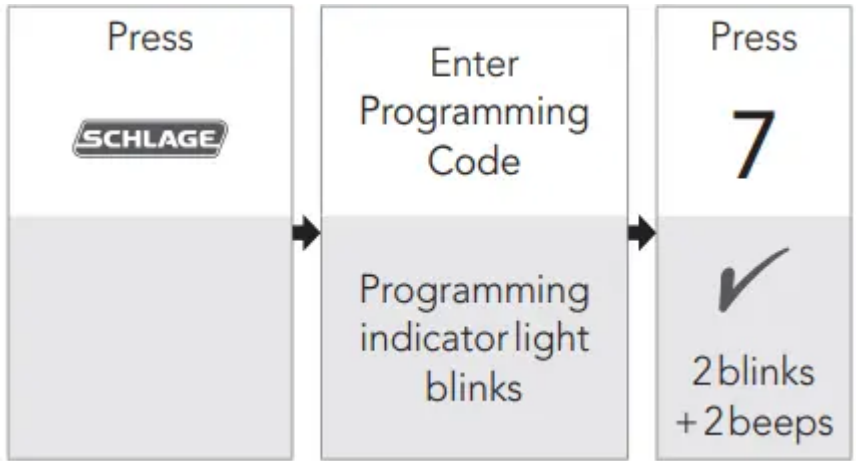 Press
SCHLAGE
Enter
Programming
Code
Programming
indicator light
blinks
Press
7
2 blinks
+ 2 beeps